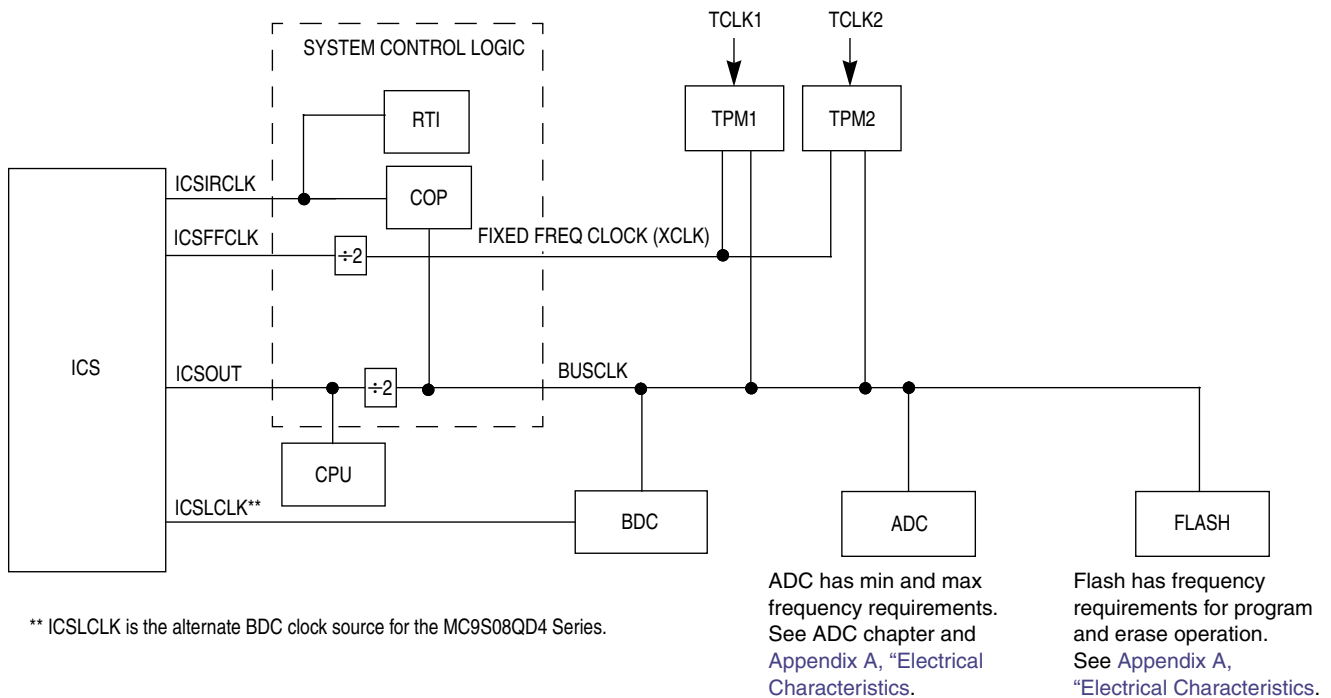 TCLK1
TCLK2
SYSTEM CONTROL LOGIC
RTI
TPM1
TPM2
ICSIRCLK
COP
ICSFFCLK
÷2
FIXED FREQ CLOCK (XCLK)
ICS
ICSOUT
÷2
BUSCLK
CPU
ICSLCLK**
BDC
ADC
FLASH
ADC has min and max
frequency requirements.
See ADC chapter and
Appendix A, “Electrical
Characteristics.
Flash has frequency
requirements for program
and erase operation.
See Appendix A,
“Electrical Characteristics.
** ICSLCLK is the alternate BDC clock source for the MC9S08QD4 Series.